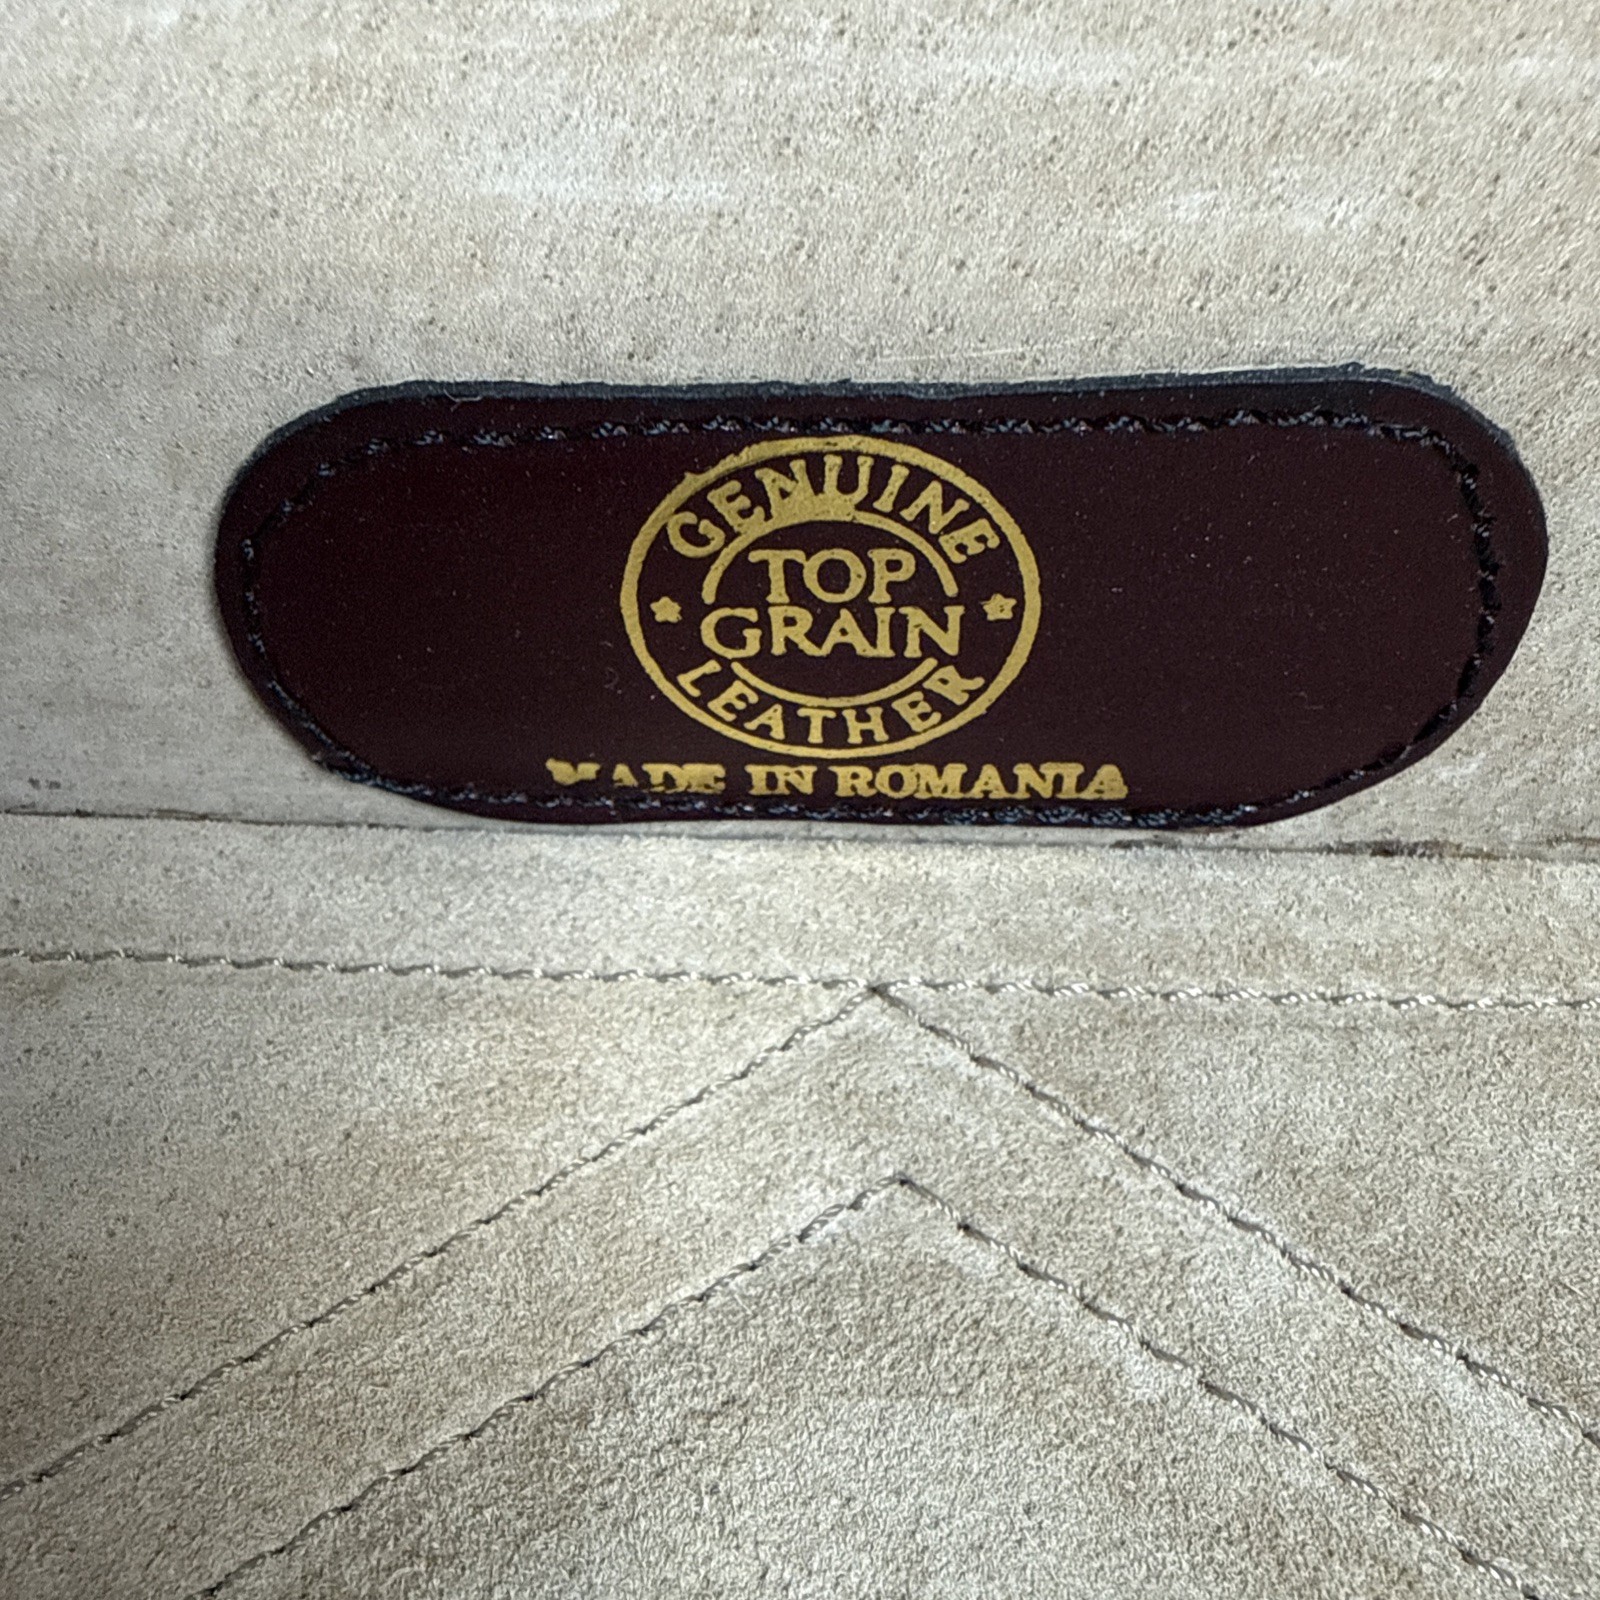 GENUINE
TOP
GRAIN
LEATHER
MADE IN ROMANIA